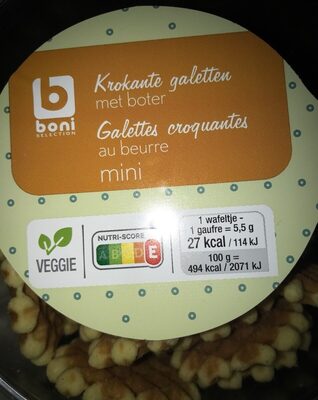 boni
SELECTION
Krokante galetten
met boter
Galettes croquantes
au beurre
mini
VEGGIE
NUTRI-SCORE
A B C D E
1 wafeltje -
1 gaufre = 5,5 g
27 kcal / 114 kJ
100 g =
494 kcal / 2071 kJ